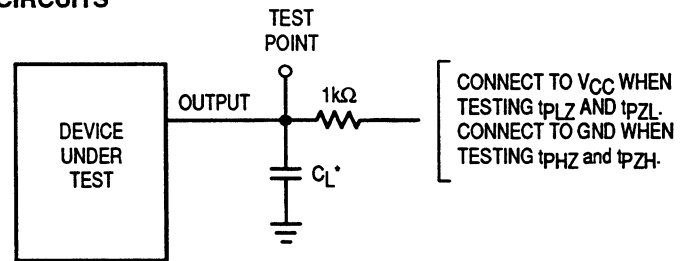 CIRCUITS
TEST
POINT
OUTPUT
1kΩ
DEVICE
UNDER
TEST
CL*
CONNECT TO VCC WHEN
TESTING tPLZ AND tPZL.
CONNECT TO GND WHEN
TESTING tPHZ and tPZH.